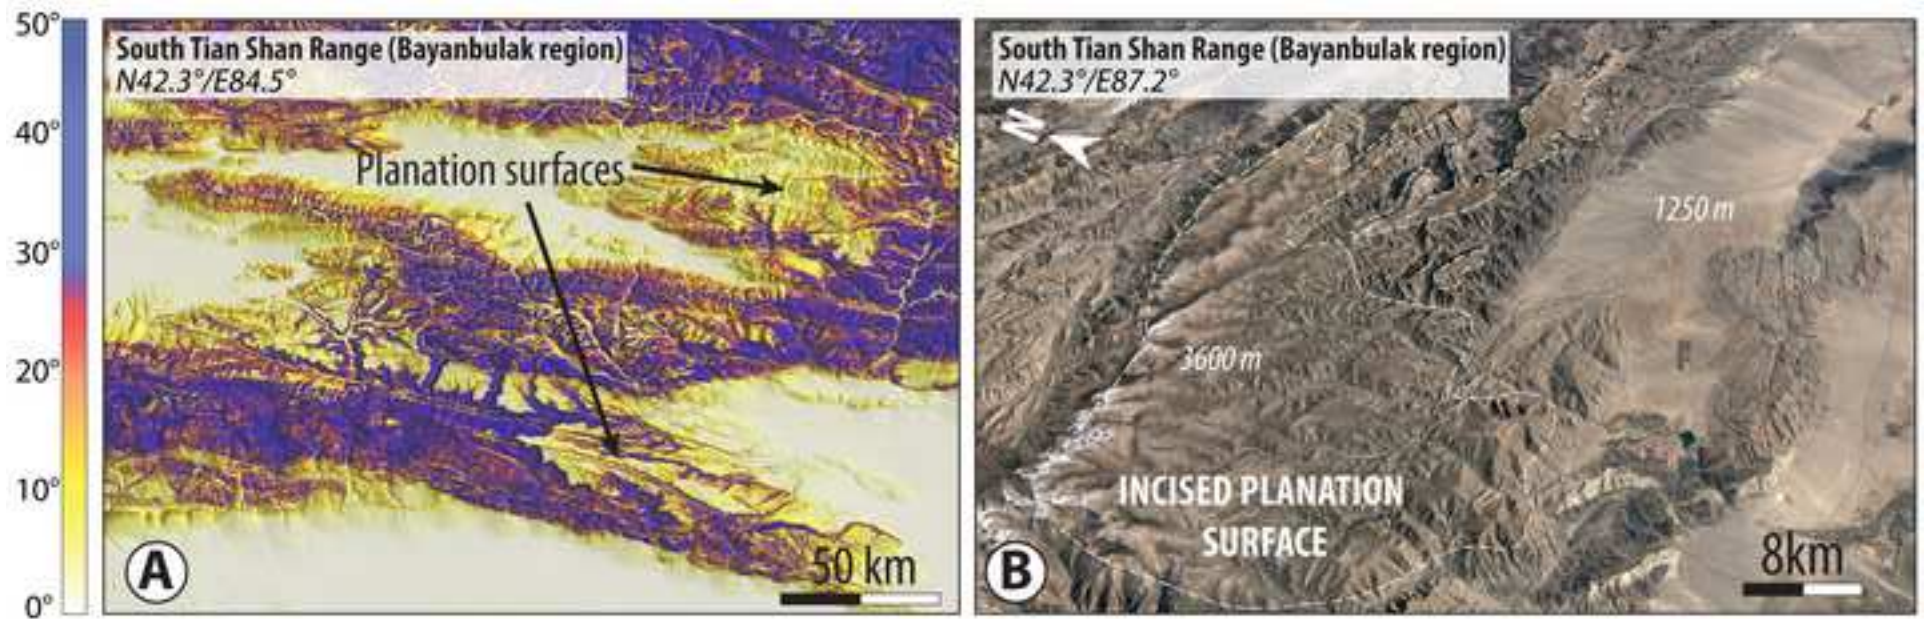 50°
40°
30°
20°
10°
0°
South Tian Shan Range (Bayanbulak region)
N42.3°/E84.5°
Planation surfaces
A
50 km
South Tian Shan Range (Bayanbulak region)
N42.3°/E87.2°
N
1250 m
3600 m
INCISED PLANATION
SURFACE
B
8km